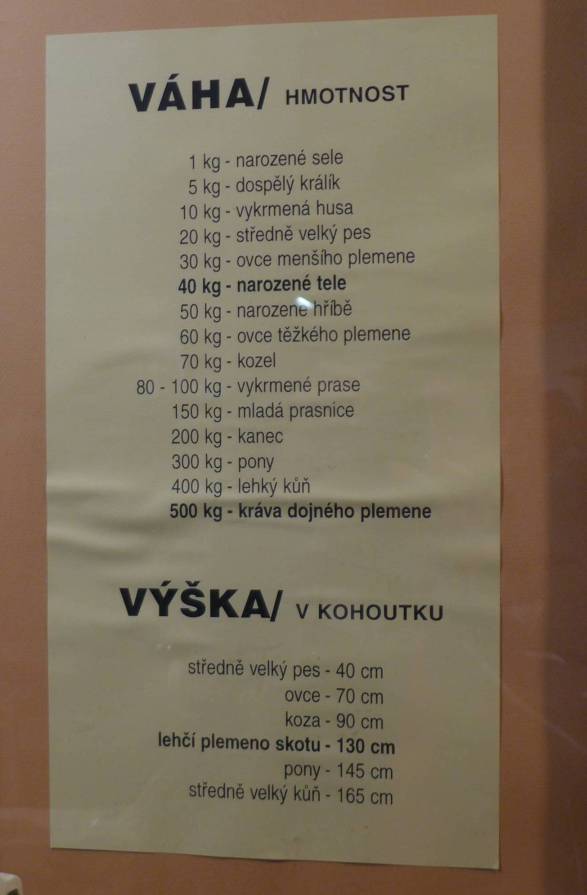 VÁHA/ HMOTNOST
1 kg - narozené sele
5 kg - dospělý králík
10 kg - vykrmená husa
20 kg - středně velký pes
30 kg - ovce menšího plemene
40 kg - narozené tele
50 kg - narozené hříbě
60 kg - ovce těžkého plemene
70 kg - kozel
80 - 100 kg - vykrmené prase
150 kg - mladá prasnice
200 kg - kanec
300 kg - pony
400 kg - lehký kůň
500 kg - kráva dojného plemene
VÝŠKA/ V KOHOUTKU
středně velký pes - 40 cm
ovce - 70 cm
koza - 90 cm
lehčí plemeno skotu - 130 cm
pony - 145 cm
středně velký kůň - 165 cm